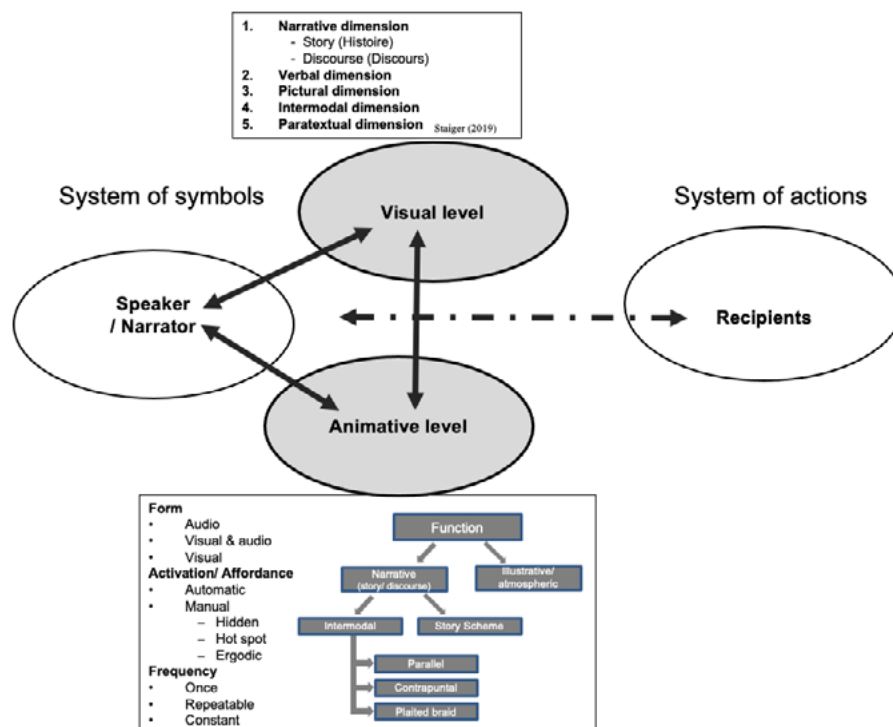 1. Narrative dimension
- Story (Histoire)
- Discourse (Discours)
2. Verbal dimension
3. Pictural dimension
4. Intermodal dimension
5. Paratextual dimension Staiger (2019)
System of symbols
System of actions
Visual level
Speaker
/ Narrator
Recipients
Animative level
Form
• Audio
• Visual & audio
• Visual
Activation/ Affordance
• Automatic
• Manual
– Hidden
– Hot spot
– Ergodic
Frequency
• Once
• Repeatable
• Constant
Function
Narrative
(story/ discourse)
Illustrative/
atmospheric
Intermodal
Story Scheme
Parallel
Contrapuntal
Plaited braid